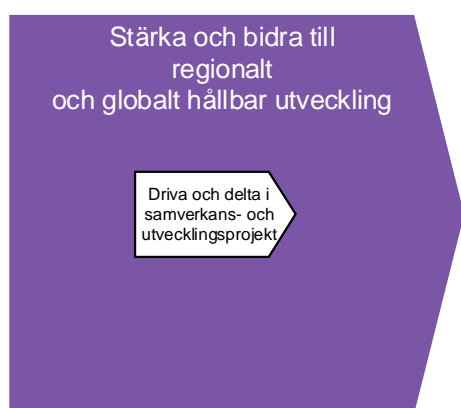 Stärka och bidra till
regionalt
och globalt hållbar utveckling
Driva och delta i
samverkans- och
utvecklingsprojekt